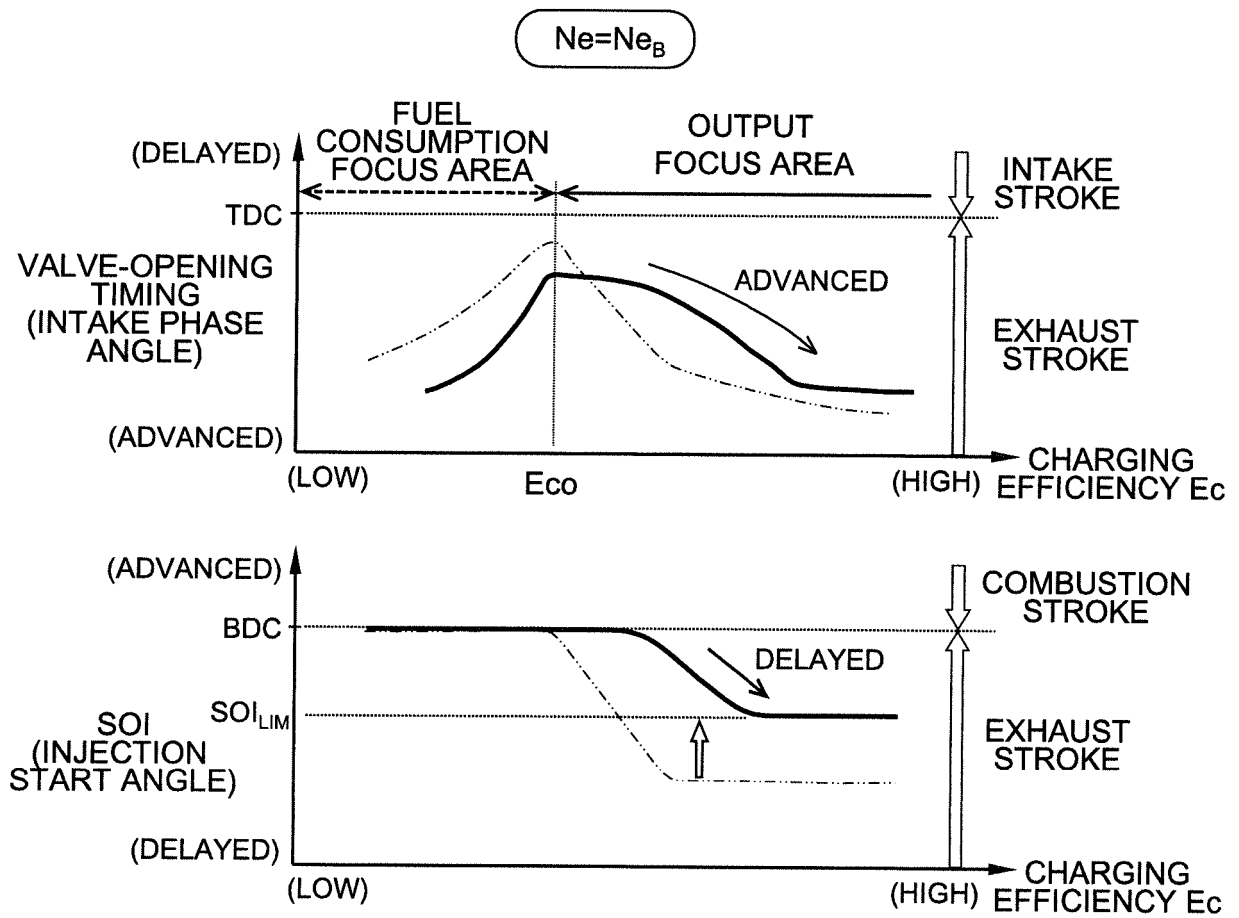 Ne=NeB
FUEL
CONSUMPTION
FOCUS AREA
OUTPUT
FOCUS AREA
(DELAYED)
INTAKE
STROKE
TDC
VALVE-OPENING
TIMING
(INTAKE PHASE
ANGLE)
ADVANCED
EXHAUST
STROKE
(ADVANCED)
(LOW)
Eco
(HIGH)
CHARGING
EFFICIENCY Ec
(ADVANCED)
COMBUSTION
STROKE
BDC
DELAYED
SOILIM
SOI
(INJECTION
START ANGLE)
EXHAUST
STROKE
(DELAYED)
(LOW)
(HIGH)
CHARGING
EFFICIENCY Ec